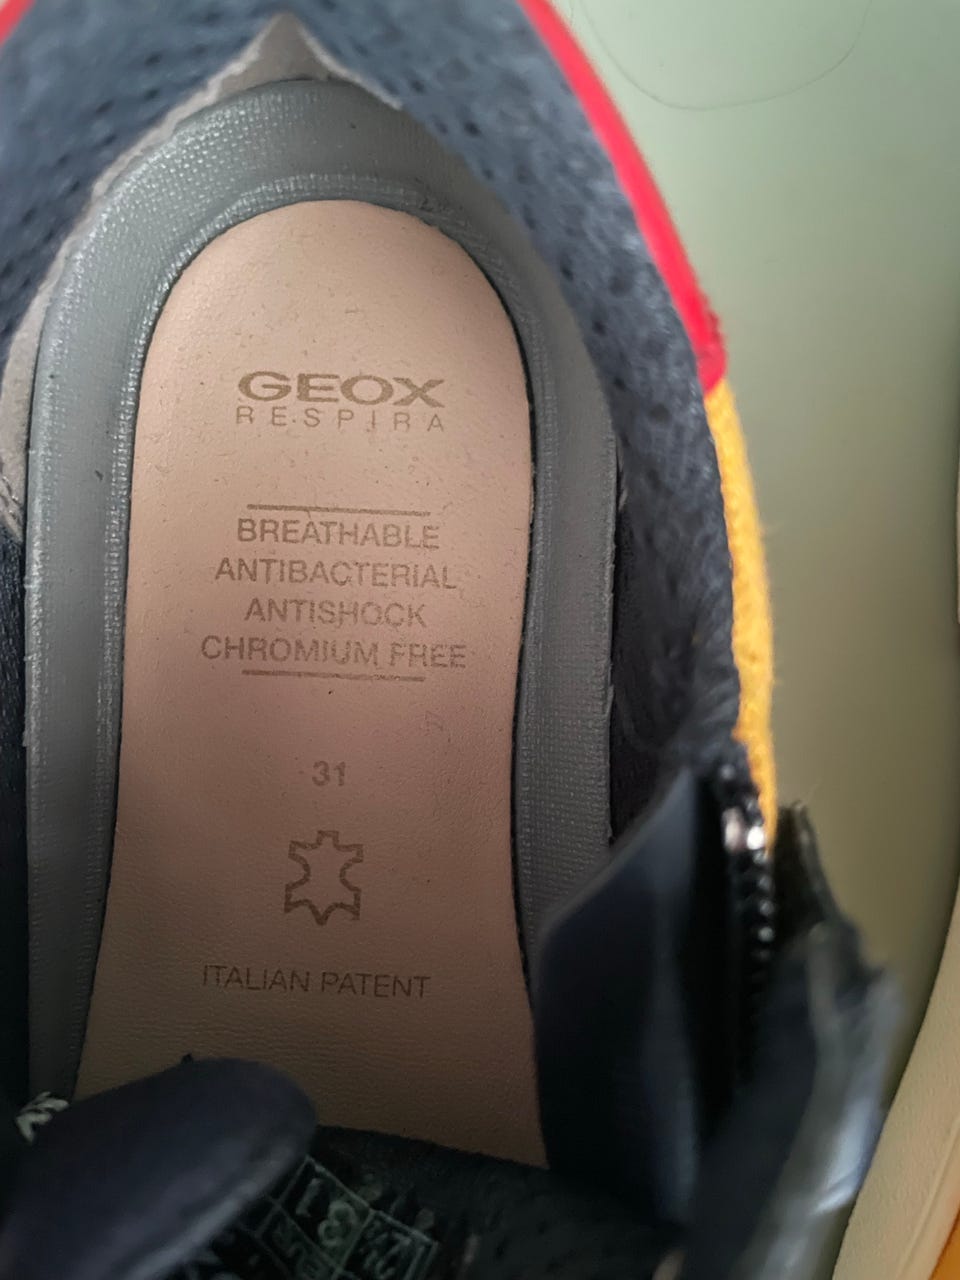 GEOX
RESPIRA
BREATHABLE
ANTIBACTERIAL
ANTISHOCK
CHROMIUM FREE
31
ITALIAN PATENT